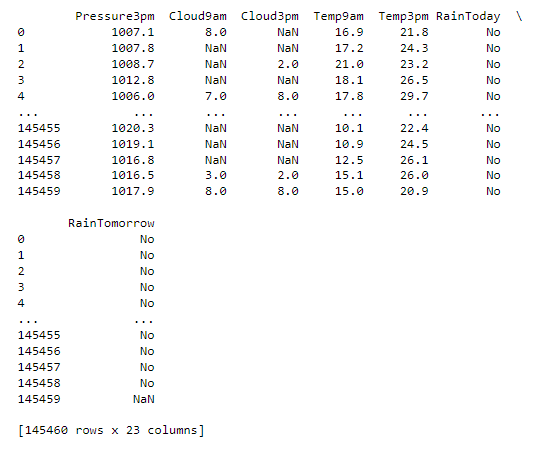 Pressure3pm  Cloud9am  Cloud3pm  Temp9am  Temp3pm RainToday  \
0            1007.1       8.0       NaN     16.9     21.8        No
1            1007.8       NaN       NaN     17.2     24.3        No
2            1008.7       NaN       2.0     21.0     23.2        No
3            1012.8       NaN       NaN     18.1     26.5        No
4            1006.0       7.0       8.0     17.8     29.7        No
...             ...       ...       ...      ...      ...       ...
145455       1020.3       NaN       NaN     10.1     22.4        No
145456       1019.1       NaN       NaN     10.9     24.5        No
145457       1016.8       NaN       NaN     12.5     26.1        No
145458       1016.5       3.0       2.0     15.1     26.0        No
145459       1017.9       8.0       8.0     15.0     20.9        No
       RainTomorrow
0                No
1                No
2                No
3                No
4                No
...             ...
145455           No
145456           No
145457           No
145458           No
145459          NaN
[145460 rows x 23 columns]